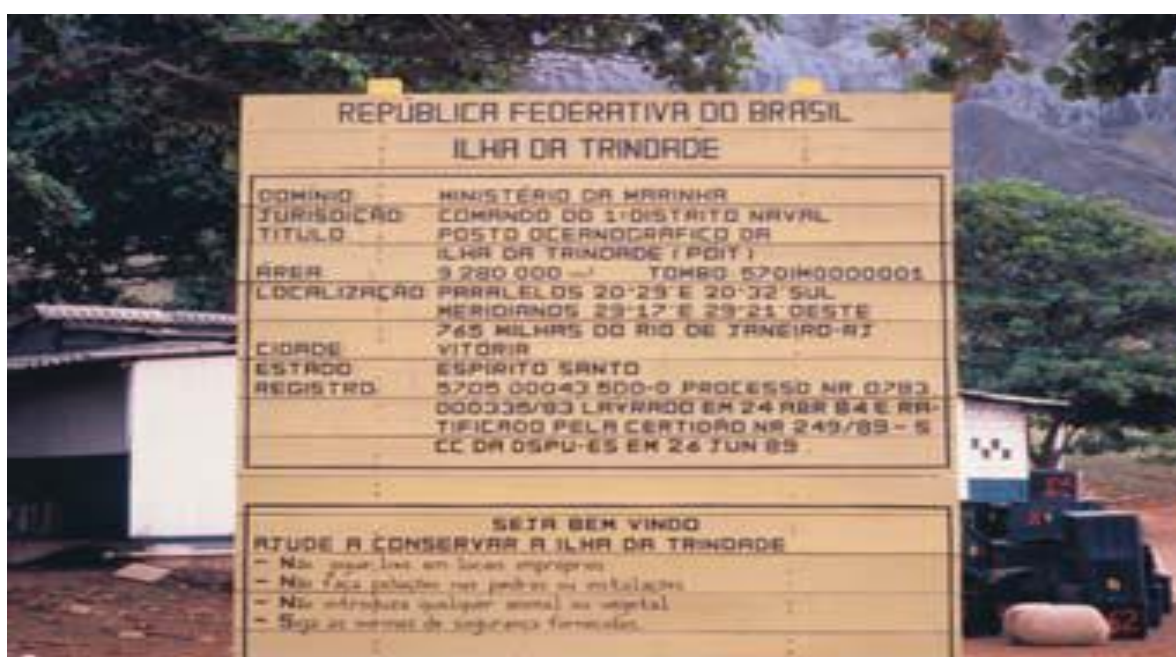 REPÚBLICA FEDERATIVA DO BRASIL
ILHA DA TRINDADE
DOMÍNIO MINISTÉRIO DA MARINHA
JURISDIÇÃO COMANDO DO 1º DISTRITO NAVAL
TITULO POSTO OCEANOGRÁFICO DA
ILHA DA TRINDADE (POIT)
ÁREA 9 280 000 m² TOMBO 5701M0000001
LOCALIZAÇÃO PARALELOS 20°29 E 20°32 SUL
MERIDIANOS 29°17 E 29°21 OESTE
765 MILHAS DO RIO DE JANEIRO-RJ
CIDADE VITÓRIA
ESTADO ESPÍRITO SANTO
REGISTRO 5705 00043 500-0 PROCESSO NR 0783
000335/83 LAVRADO EM 24 ABR 84 E RA-
TIFICADO PELA CERTIDÃO NR 249/89 - S
CC DA DSPU-ES EM 26 JUN 89
SEJA BEM VINDO
AJUDE A CONSERVAR A ILHA DA TRINDADE
- Não jogue lixo em locais impróprios
- Não faça pichações nas pedras ou instalações
- Não introduza qualquer animal ou vegetal
- Siga as normas de segurança fornecidas